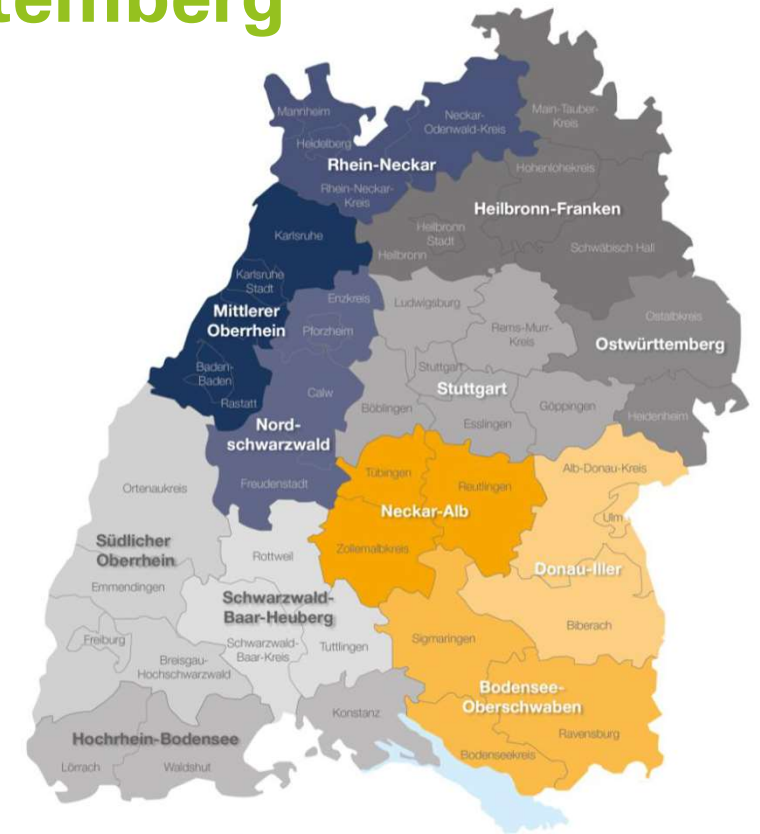 temberg
Mannheim
Neckar-
Odenwald-Kreis
Main-Tauber-
Kreis
Heidelberg
Rhein-Neckar
Hohenlohekreis
Rhein-Neckar-
Kreis
Heilbronn-Franken
Karlsruhe
Heilbronn
Stadt
Heilbronn
Schwäbisch Hall
Karlsruhe
Stadt
Enzkreis
Ludwigsburg
Mittlerer
Oberrhein
Pforzheim
Rems-Murr-
Kreis
Ostalbkreis
Ostwürttemberg
Baden-
Baden
Stuttgart
Stuttgart
Rastatt
Calw
Böblingen
Göppingen
Heidenheim
Nord-
schwarzwald
Esslingen
Freudenstadt
Tübingen
Reutlingen
Alb-Donau-Kreis
Ortenaukreis
Neckar-Alb
Ulm
Südlicher
Oberrhein
Rottweil
Zollernalbkreis
Donau-Iller
Emmendingen
Schwarzwald-
Baar-Heuberg
Biberach
Freiburg
Schwarzwald-
Baar-Kreis
Tuttlingen
Sigmaringen
Breisgau-
Hochschwarzwald
Bodensee-
Oberschwaben
Konstanz
Ravensburg
Hochrhein-Bodensee
Bodenseekreis
Lörrach
Waldshut